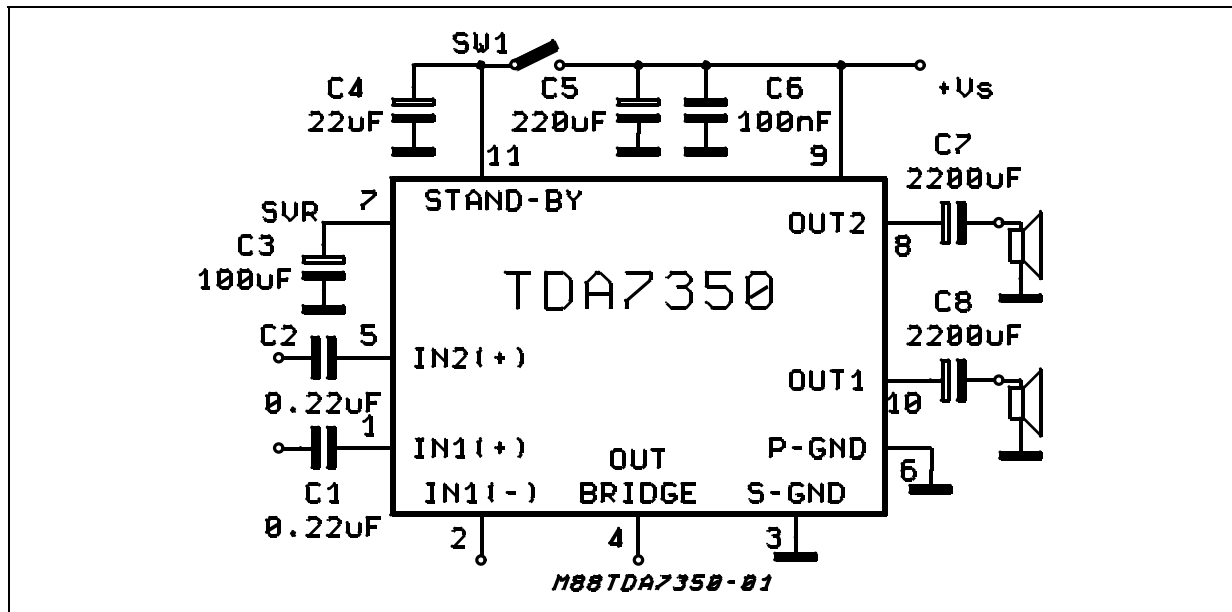 SW1
C4
22uF
C5
220uF
C6
100nF
+Vs
11
9
C7
2200uF
7
STAND-BY
SVR
OUT2
8
C3
100uF
TDA7350
C8
2200uF
C2
5
IN2(+)
0.22uF
OUT1
10
1
IN1(+)
OUT
BRIDGE
P-GND
6
C1
0.22uF
IN1(-)
S-GND
2
4
3
M88TDA7350-01